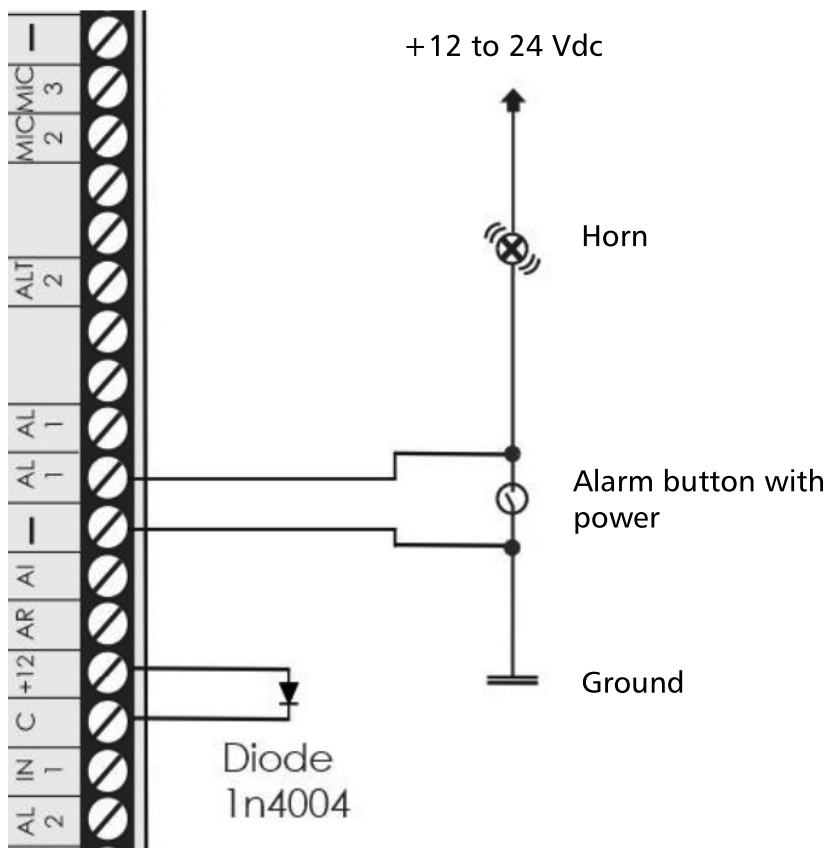 —
MIC 3
MIC 2
ALT 2
AL 1
AL 1
—
AI
AR
+12
C
IN 1
AL 2
+12 to 24 Vdc
Horn
Alarm button with
power
Ground
Diode
1n4004